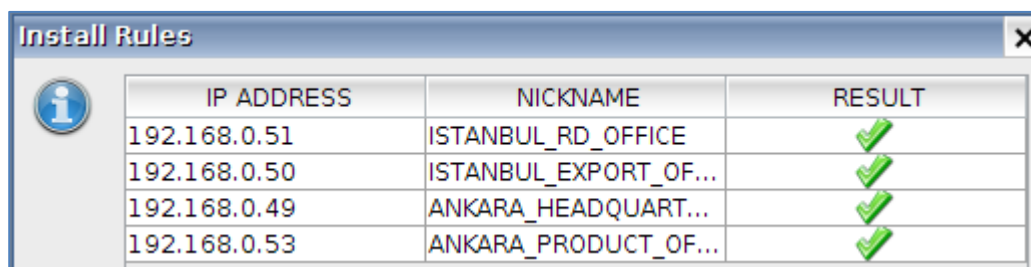 Install Rules
IP ADDRESS NICKNAME RESULT
192.168.0.51 ISTANBUL_RD_OFFICE
192.168.0.50 ISTANBUL_EXPORT_OF...
192.168.0.49 ANKARA_HEADQUART...
192.168.0.53 ANKARA_PRODUCT_OF...